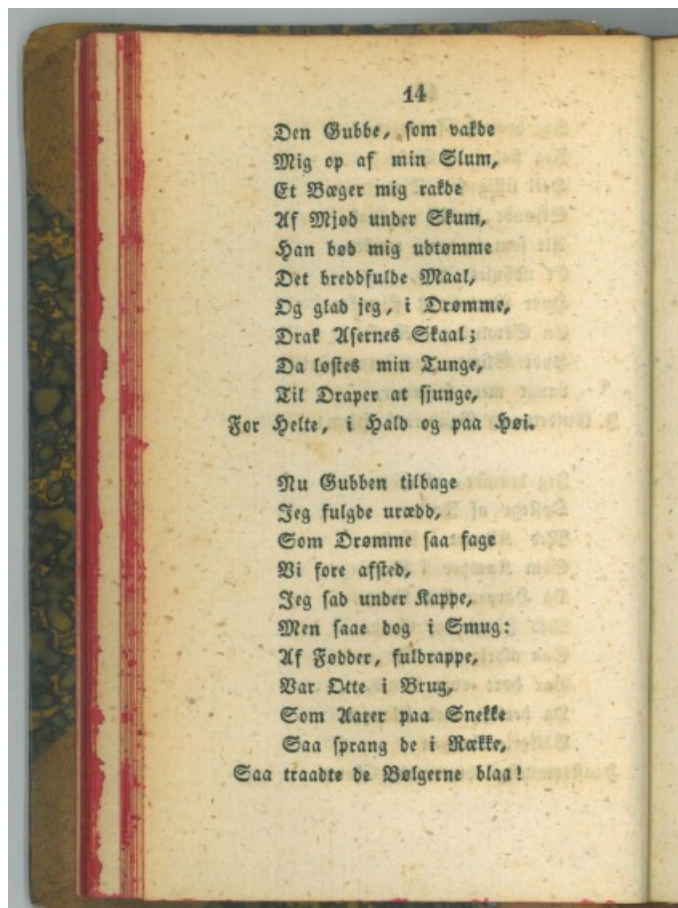 14
Den Gubbe, som vakde
Mig op af min Slum,
Et Bæger mig rakde
Af Mjød under Skum,
Han bød mig udtømme
Det breddfulde Maal,
Og glad jeg, i Drømme,
Drak Asernes Skaal;
Da løstes min Tunge,
Til Draper at sjunge,
For Helte, i Hald og paa Høi.
Nu Gubben tilbage
Jeg fulgde urædd,
Som Drømme saa fage
Vi fore afsted,
Jeg sad under Kappe,
Men saae dog i Smug:
Af Fødder, fuldrappe,
Var Otte i Brug,
Som Aarer paa Snekke
Saa sprang de i Række,
Saa traadte de Bølgerne blaa!